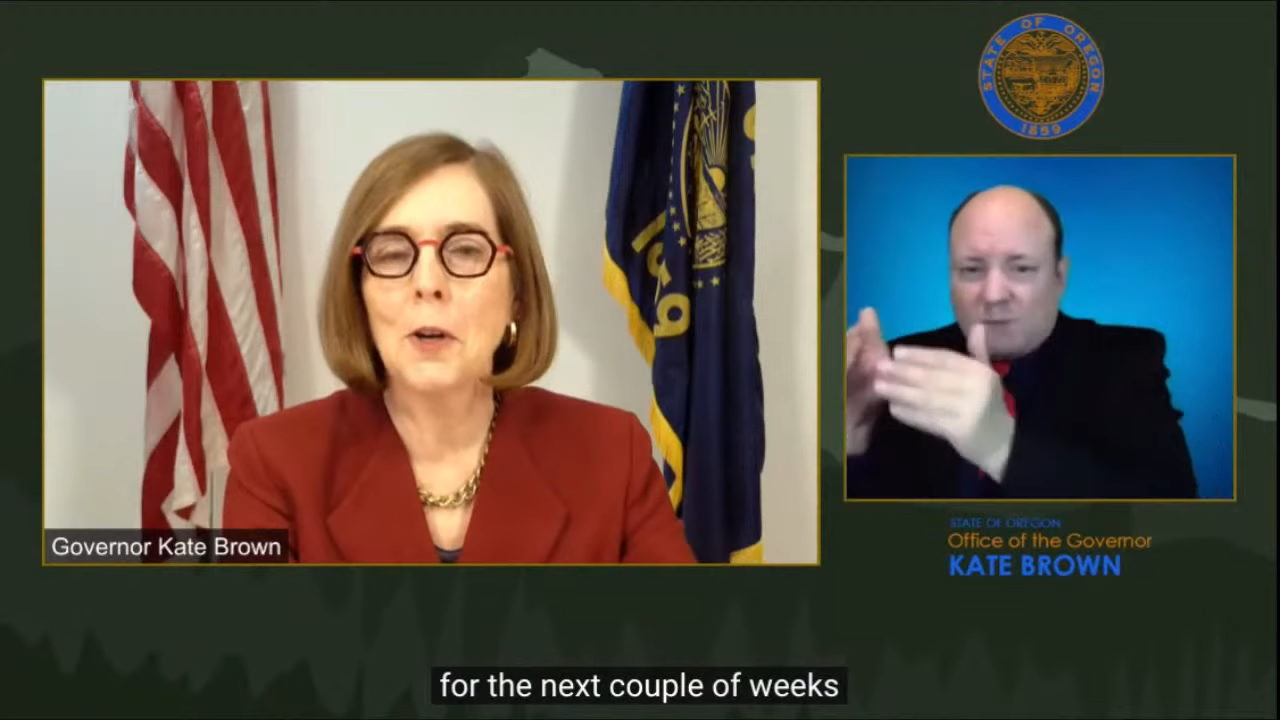 STATE OF OREGON
1859
1859
Governor Kate Brown
STATE OF OREGON
Office of the Governor
KATE BROWN
for the next couple of weeks